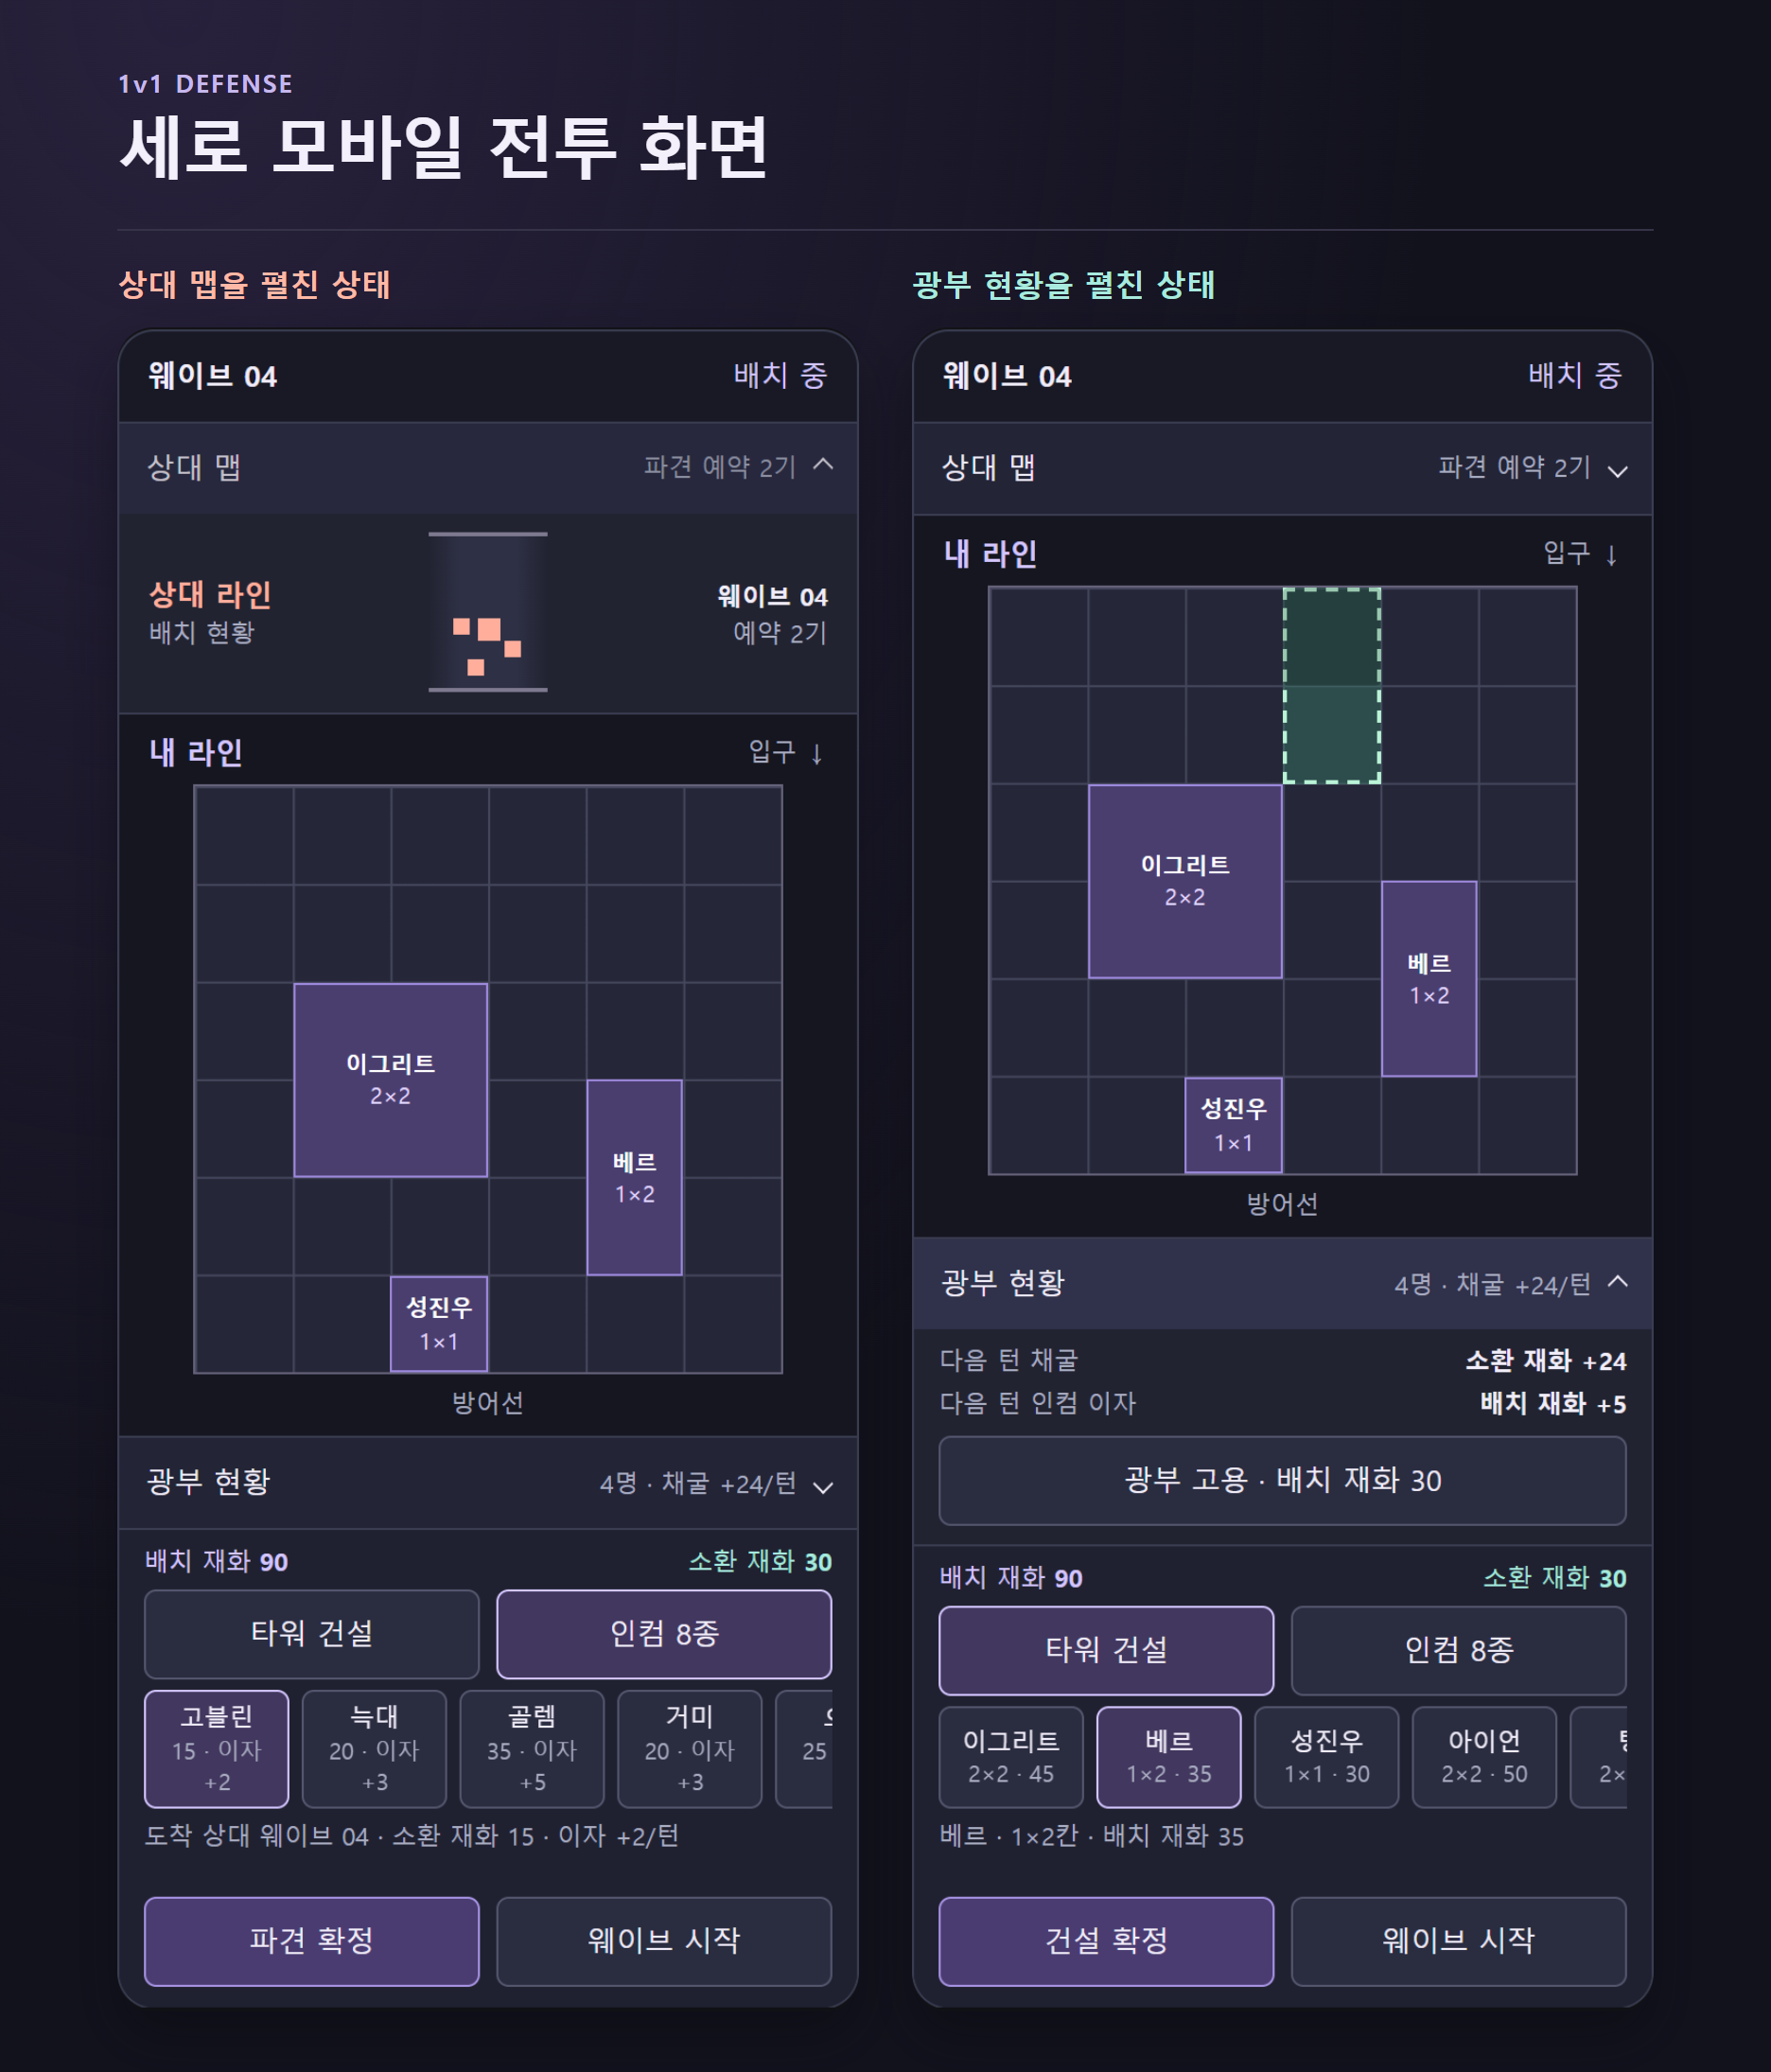 1v1 DEFENSE
세로 모바일 전투 화면
상대 맵을 펼친 상태
웨이브 04 배치 중
상대 맵 파견 예약 2기
상대 라인
배치 현황
웨이브 04
예약 2기
내 라인 입구 ↓
이그리트
2×2
베르
1×2
성진우
1×1
방어선
광부 현황 4명 · 채굴 +24/턴
배치 재화 90 소환 재화 30
타워 건설 인컴 8종
고블린
15 · 이자
+2
늑대
20 · 이자
+3
골렘
35 · 이자
+5
거미
20 · 이자
+3
25
도착 상대 웨이브 04 · 소환 재화 15 · 이자 +2/턴
파견 확정 웨이브 시작
광부 현황을 펼친 상태
웨이브 04 배치 중
상대 맵 파견 예약 2기
내 라인 입구 ↓
이그리트
2×2
베르
1×2
성진우
1×1
방어선
광부 현황 4명 · 채굴 +24/턴
다음 턴 채굴 소환 재화 +24
다음 턴 인컴 이자 배치 재화 +5
광부 고용 · 배치 재화 30
배치 재화 90 소환 재화 30
타워 건설 인컴 8종
이그리트
2×2 · 45
베르
1×2 · 35
성진우
1×1 · 30
아이언
2×2 · 50
2×
베르 · 1×2칸 · 배치 재화 35
건설 확정 웨이브 시작